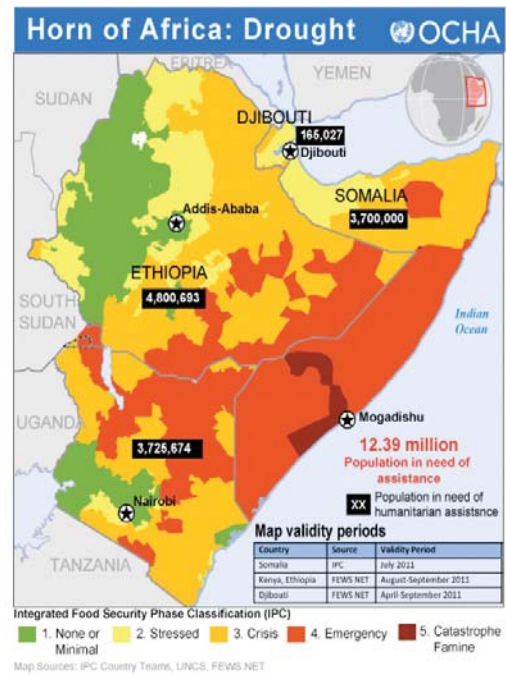 Horn of Africa: Drought
OCHA
ERITREA
YEMEN
SUDAN
DJIBOUTI
165,027
Djibouti
SOMALIA
3,700,000
Addis-Ababa
ETHIOPIA
4,800,693
SOUTH
SUDAN
Indian
Ocean
UGANDA
3,725,674
Mogadishu
12.39 million
Population in need of
assistance
XX Population in need of
humanitarian assistsnce
Nairobi
TANZANIA
Map validity periods
Country Source Validity Period
Somalia IPC July 2011
Kenya, Ethiopia FEWS NET August-September 2011
Djibouti FEWS NET April-September 2011
Integrated Food Security Phase Classification (IPC)
1. None or
Minimal
2. Stressed
3. Crisis
4. Emergency
5. Catastrophe
Famine
Map Sources: IPC Country Teams, UNCS, FEWS NET